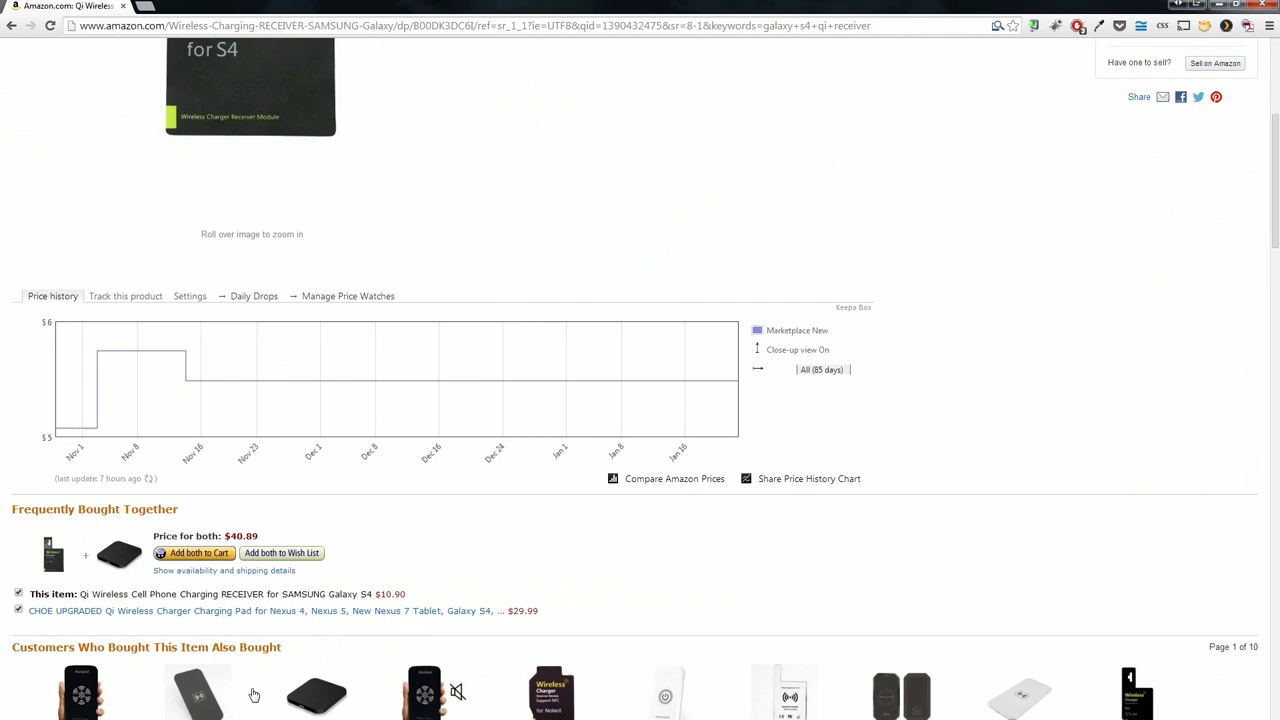 Amazon.com: Qi Wireless
www.amazon.com/Wireless-Charging-RECEIVER-SAMSUNG-Galaxy/dp/B00DK3DC6I/ref=sr_1_1?ie=UTF8&qid=1390432475&sr=8-1&keywords=galaxy+s4+qi+receiver
for S4
Wireless Charger Receiver Module
Have one to sell? Sell on Amazon
Share
Roll over image to zoom in
Price history Track this product Settings → Daily Drops → Manage Price Watches
Keepa Box
$ 6
Marketplace New
Close-up view On
All (85 days)
$ 5
Nov 1 Nov 8 Nov 16 Nov 23 Dec 1 Dec 8 Dec 16 Dec 24 Jan 1 Jan 8 Jan 16
(last update: 7 hours ago) Compare Amazon Prices Share Price History Chart
Frequently Bought Together
Price for both: $40.89
+ Add both to Cart Add both to Wish List
Show availability and shipping details
This item: Qi Wireless Cell Phone Charging RECEIVER for SAMSUNG Galaxy S4 $10.90
CHOE UPGRADED Qi Wireless Charger Charging Pad for Nexus 4, Nexus 5, New Nexus 7 Tablet, Galaxy S4, ... $29.99
Customers Who Bought This Item Also Bought Page 1 of 10
Wireless
Charger